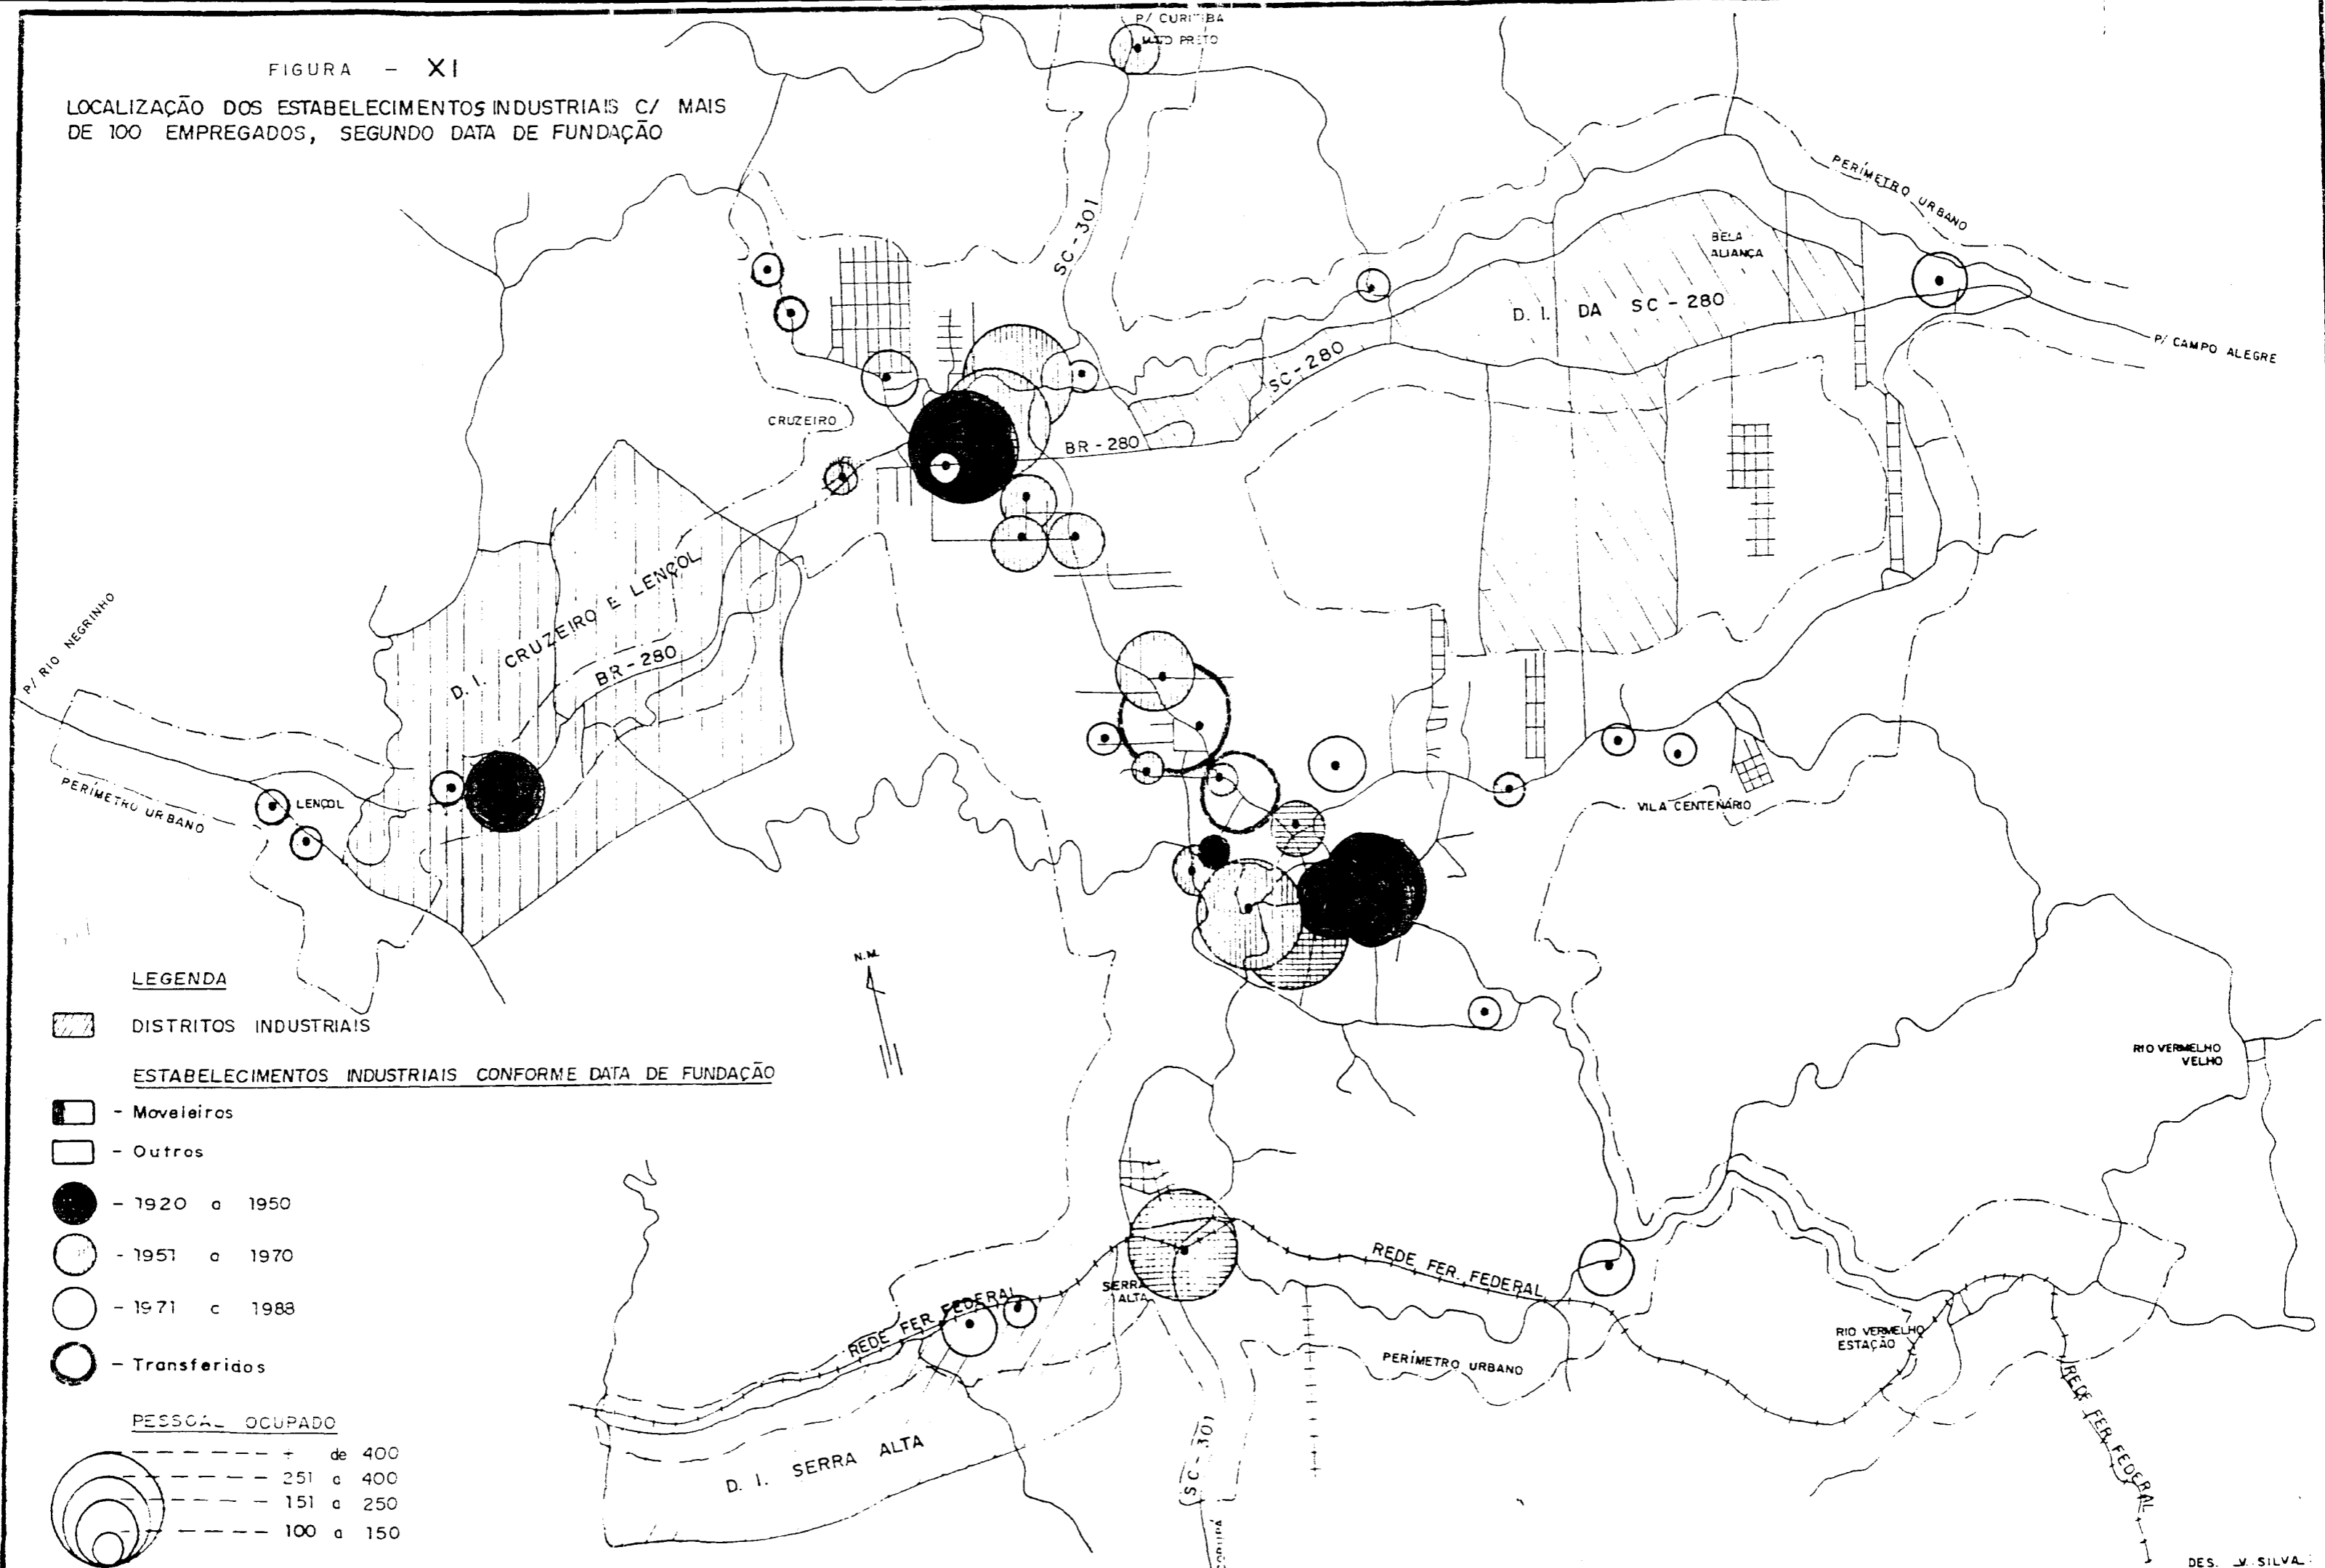 FIGURA - XI
LOCALIZAÇÃO DOS ESTABELECIMENTOS INDUSTRIAIS C/ MAIS
DE 100 EMPREGADOS, SEGUNDO DATA DE FUNDAÇÃO
P/ CURITIBA
MATO PRETO
SC-301
PERÍMETRO URBANO
BELA
ALIANÇA
D. I. DA SC-280
SC-280
P/ CAMPO ALEGRE
CRUZEIRO
BR-280
D. I. CRUZEIRO E LENÇOL
BR-280
P/ RIO NEGRINHO
PERÍMETRO URBANO
LENÇOL
VILA CENTENÁRIO
N.M.
RIO VERMELHO
VELHO
LEGENDA
DISTRITOS INDUSTRIAIS
ESTABELECIMENTOS INDUSTRIAIS CONFORME DATA DE FUNDAÇÃO
- Moveleiros
- Outros
- 1920 a 1950
- 1951 a 1970
- 1971 a 1988
- Transferidos
PESSOAL OCUPADO
+ de 400
251 a 400
151 a 250
100 a 150
REDE FER. FEDERAL
SERRA
ALTA
REDE FER. FEDERAL
PERÍMETRO URBANO
RIO VERMELHO
ESTAÇÃO
REDE FER. FEDERAL
D. I. SERRA ALTA
SC-301
DES. V. SILVA